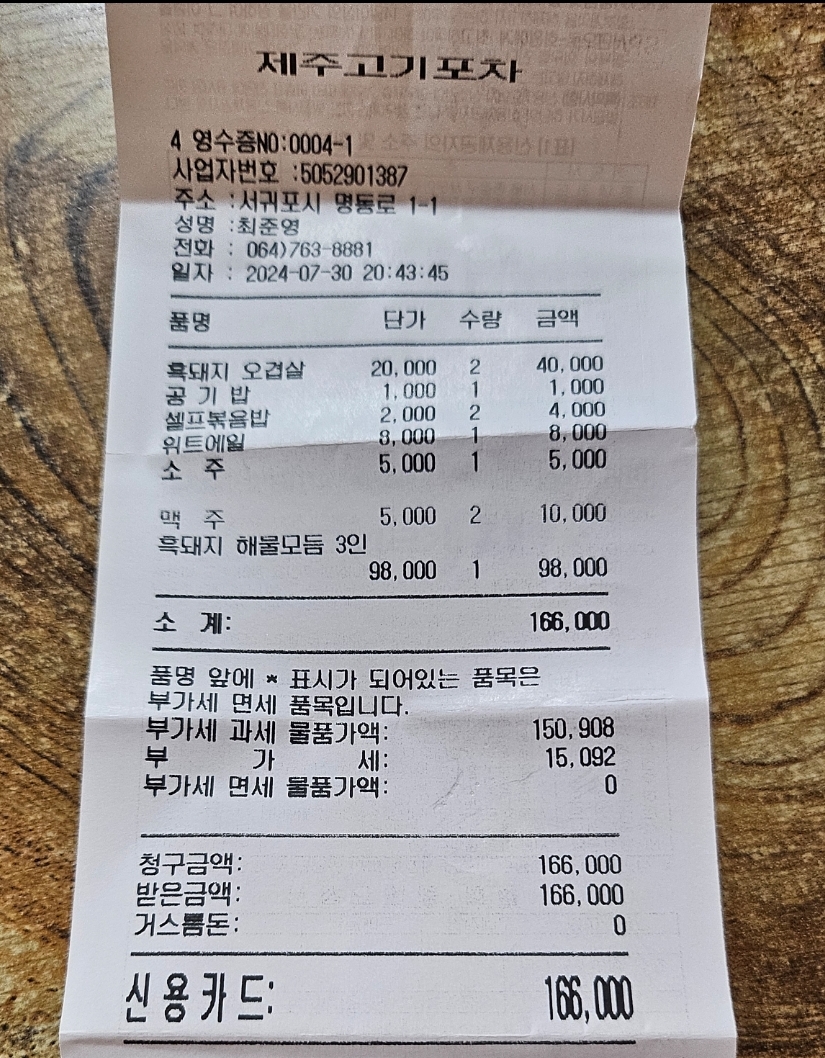 제주고기포차
4 영수증NO:0004-1
사업자번호 :5052901387
주소 :서귀포시 명동로 1-1
성명 :최준영
전화 : 064)763-8881
일자 : 2024-07-30 20:43:45
품명 단가 수량 금액
흑돼지 오겹살 20,000 2 40,000
공 기 밥 1,000 1 1,000
셀프볶음밥 2,000 2 4,000
위트에일 8,000 1 8,000
소 주 5,000 1 5,000
맥 주 5,000 2 10,000
흑돼지 해물모듬 3인
98,000 1 98,000
소 계: 166,000
품명 앞에 * 표시가 되어있는 품목은
부가세 면세 품목입니다.
부가세 과세 물품가액: 150,908
부 가 세: 15,092
부가세 면세 물품가액: 0
청구금액: 166,000
받은금액: 166,000
거스름돈: 0
신용카드: 166,000